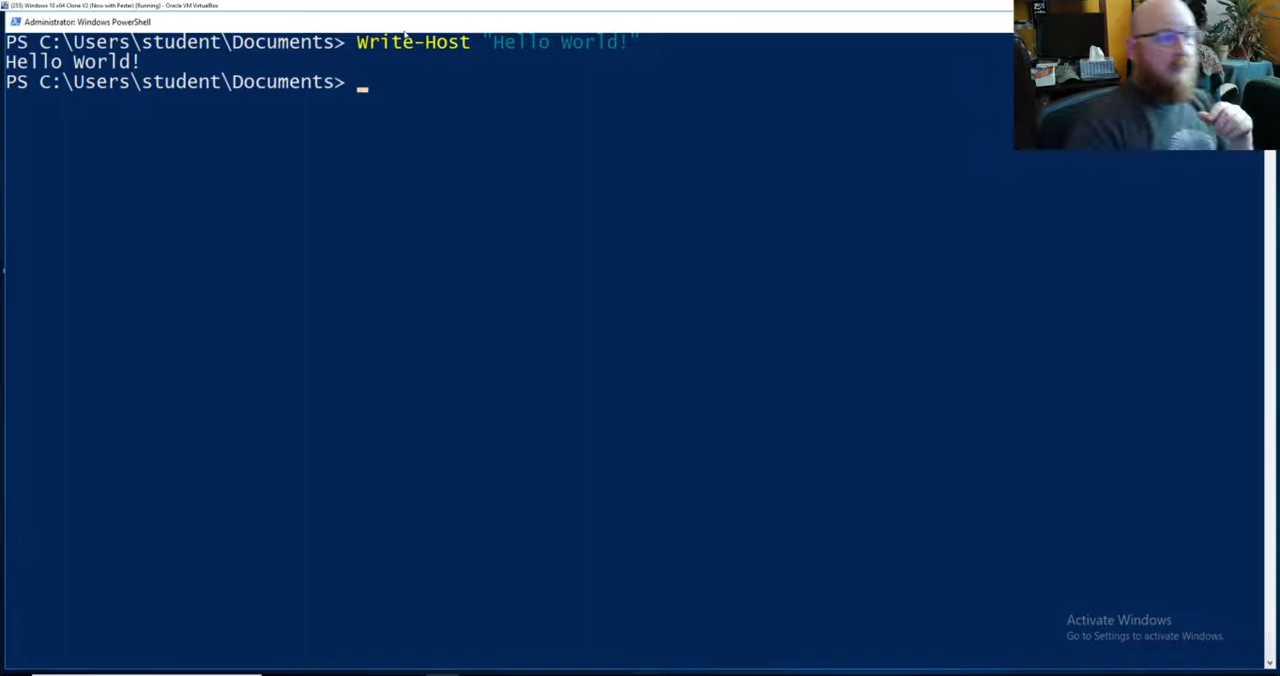 (255) Windows 10 x64 Clone V2 (Now with Pester) [Running] - Oracle VM VirtualBox
Administrator: Windows PowerShell
PS C:\Users\student\Documents> Write-Host "Hello World!"
Hello World!
PS C:\Users\student\Documents>
Activate Windows
Go to Settings to activate Windows.